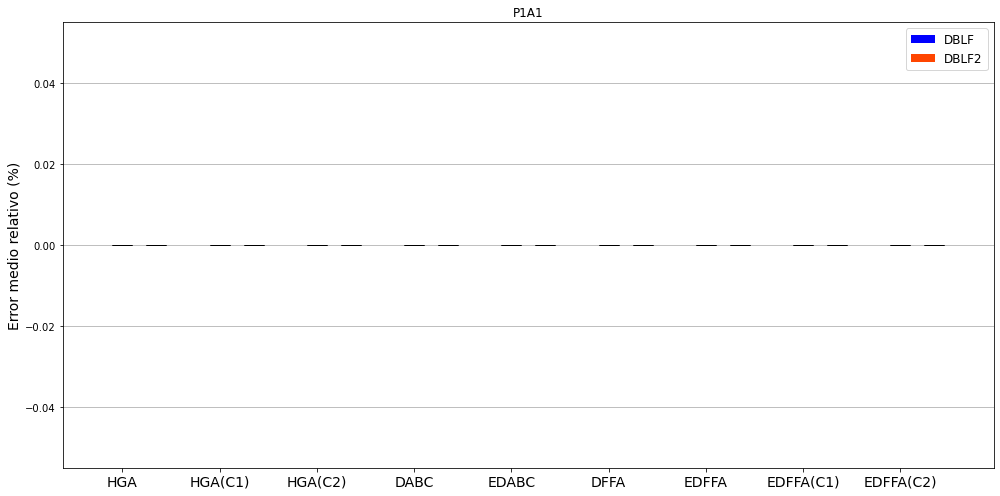 P1A1
DBLF
DBLF2
Error medio relativo (%)
0.04
0.02
0.00
−0.02
−0.04
HGA HGA(C1) HGA(C2) DABC EDABC DFFA EDFFA EDFFA(C1) EDFFA(C2)